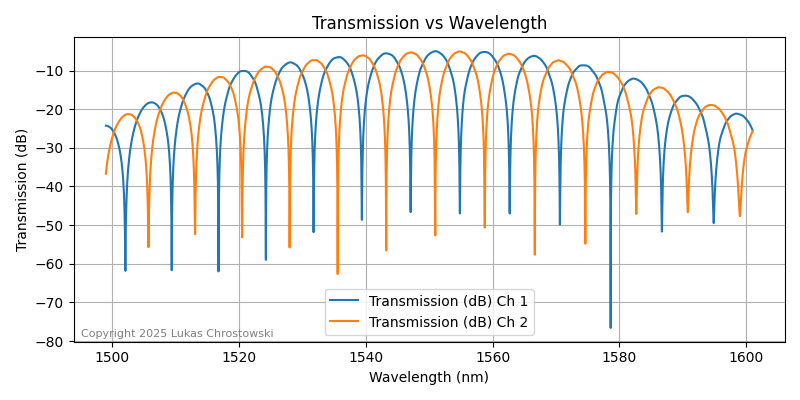 Transmission vs Wavelength
Transmission (dB)
−10
−20
−30
−40
−50
−60
−70
−80
Transmission (dB) Ch 1
Transmission (dB) Ch 2
Copyright 2025 Lukas Chrostowski
1500
1520
1540
1560
1580
1600
Wavelength (nm)